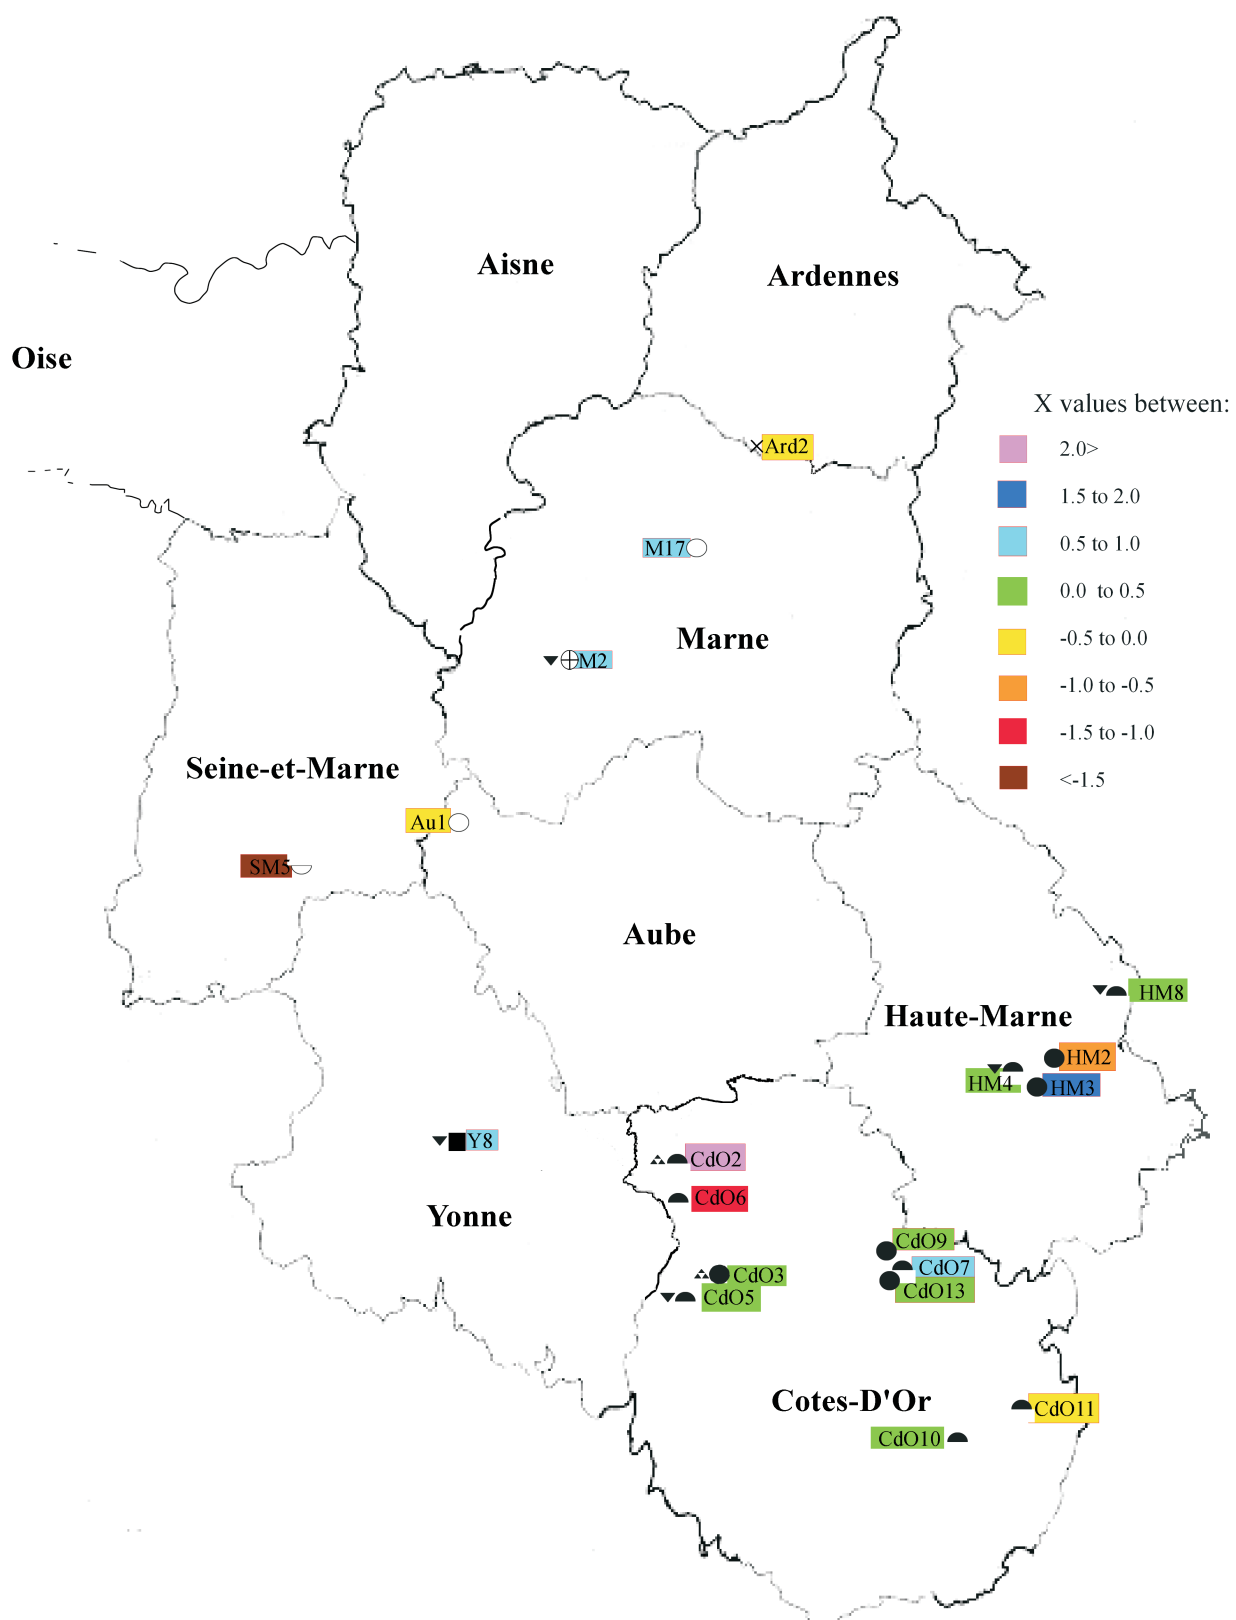 Aisne
Ardennes
Oise
X values between:
2.0>
1.5 to 2.0
0.5 to 1.0
0.0 to 0.5
-0.5 to 0.0
-1.0 to -0.5
-1.5 to -1.0
<-1.5
Ard2
M17
Marne
M2
Seine-et-Marne
Au1
SM5
Aube
HM8
Haute-Marne
HM2
HM4
HM3
Y8
CdO2
CdO6
Yonne
CdO9
CdO7
CdO3
CdO13
CdO5
Cotes-D'Or
CdO11
CdO10